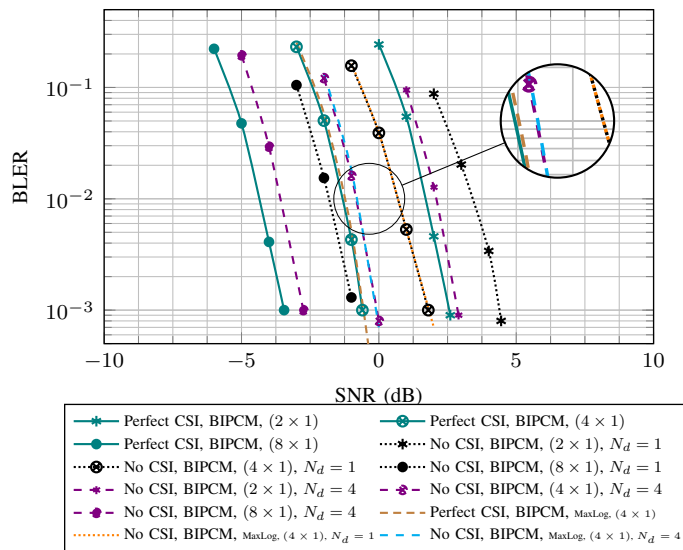 10^{-1}
10^{-2}
10^{-3}
BLER
−10 −5 0 5 10
SNR (dB)
Perfect CSI, BIPCM, (2 × 1) Perfect CSI, BIPCM, (4 × 1)
Perfect CSI, BIPCM, (8 × 1) No CSI, BIPCM, (2 × 1), N_d = 1
No CSI, BIPCM, (4 × 1), N_d = 1 No CSI, BIPCM, (8 × 1), N_d = 1
No CSI, BIPCM, (2 × 1), N_d = 4 No CSI, BIPCM, (4 × 1), N_d = 4
No CSI, BIPCM, (8 × 1), N_d = 4 Perfect CSI, BIPCM, MaxLog, (4 × 1)
No CSI, BIPCM, MaxLog, (4 × 1), N_d = 1 No CSI, BIPCM, MaxLog, (4 × 1), N_d = 4